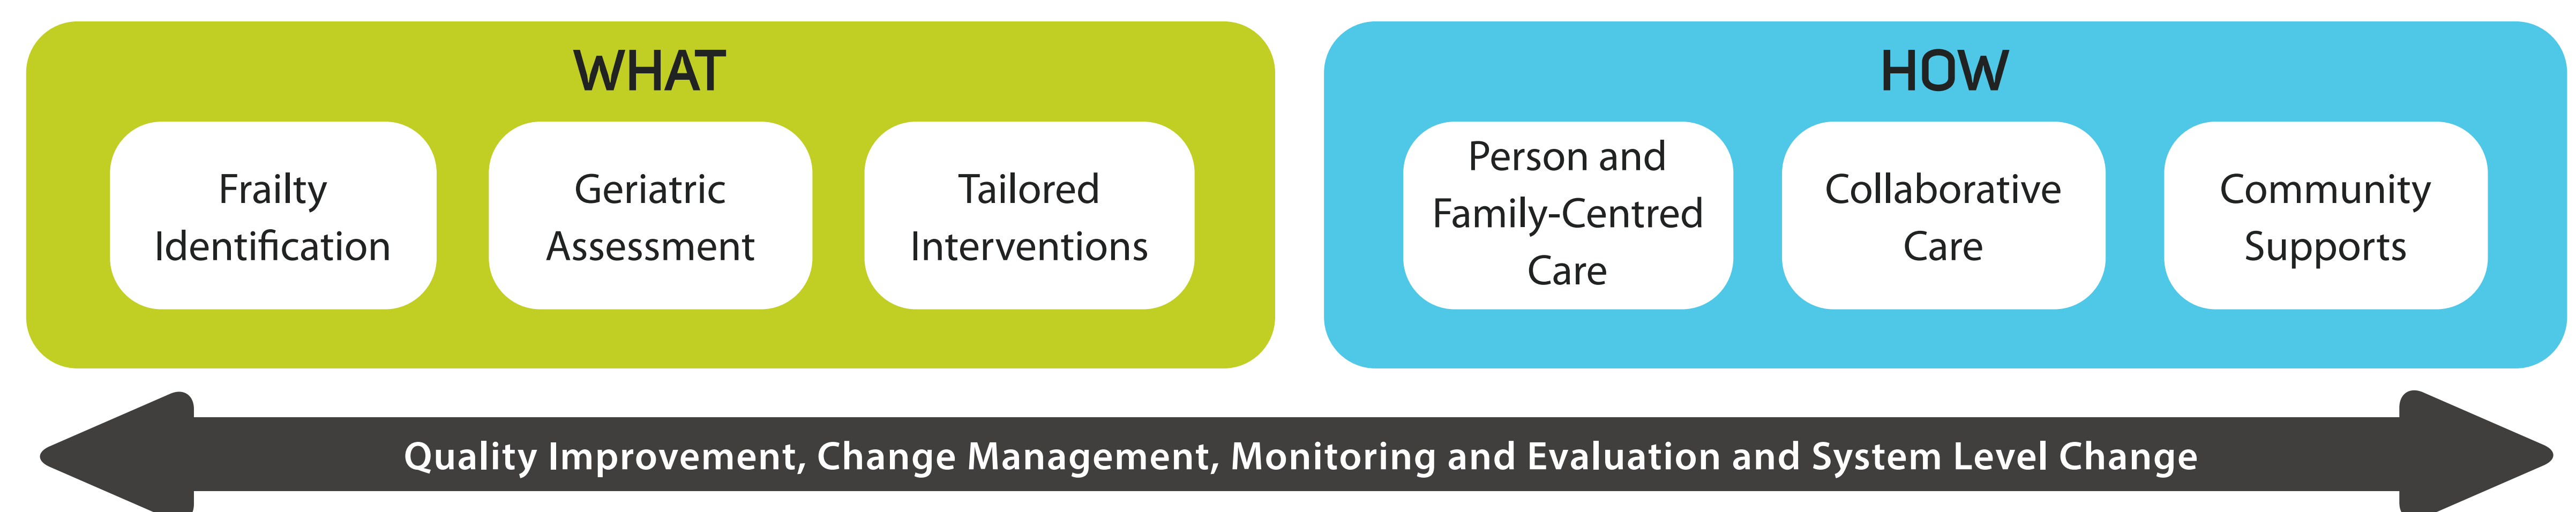 WHAT
Frailty
Identification
Geriatric
Assessment
Tailored
Interventions
HOW
Person and
Family-Centred
Care
Collaborative
Care
Community
Supports
Quality Improvement, Change Management, Monitoring and Evaluation and System Level Change